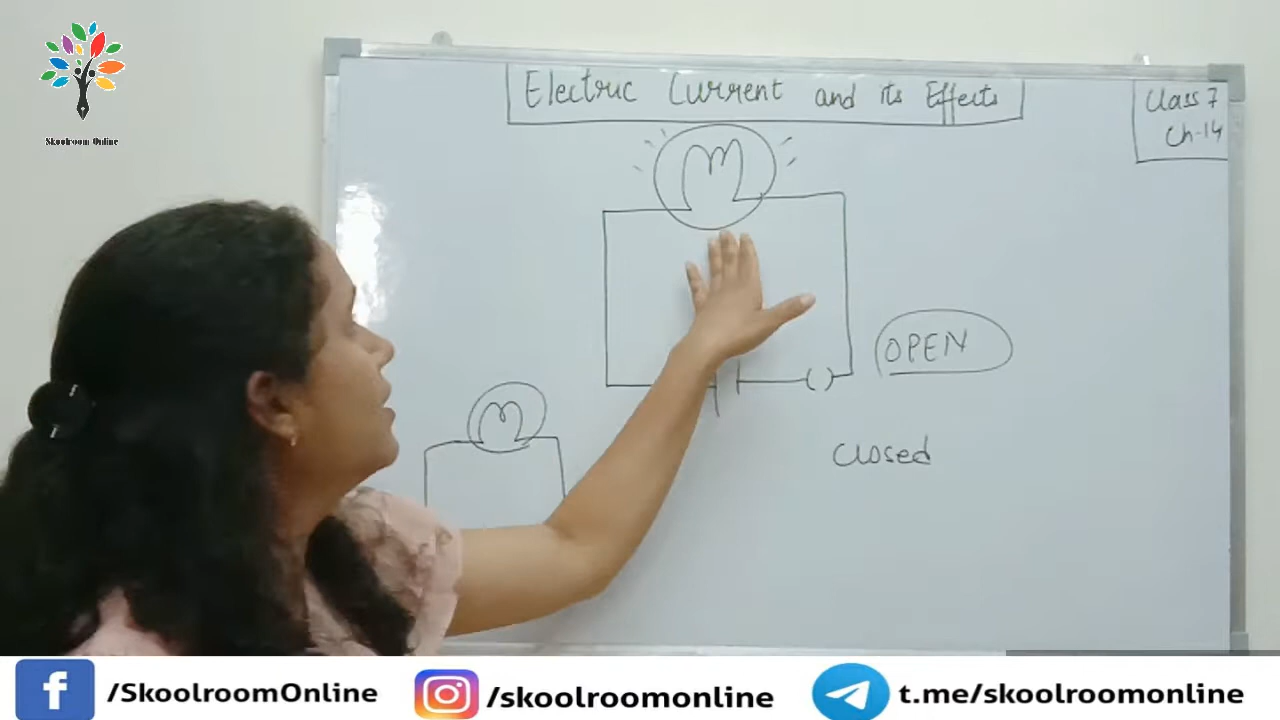 Skoolroom Online
Electric Current and its Effects
Class 7
Ch-14
OPEN
Closed
/SkoolroomOnline
/skoolroomonline
t.me/skoolroomonline